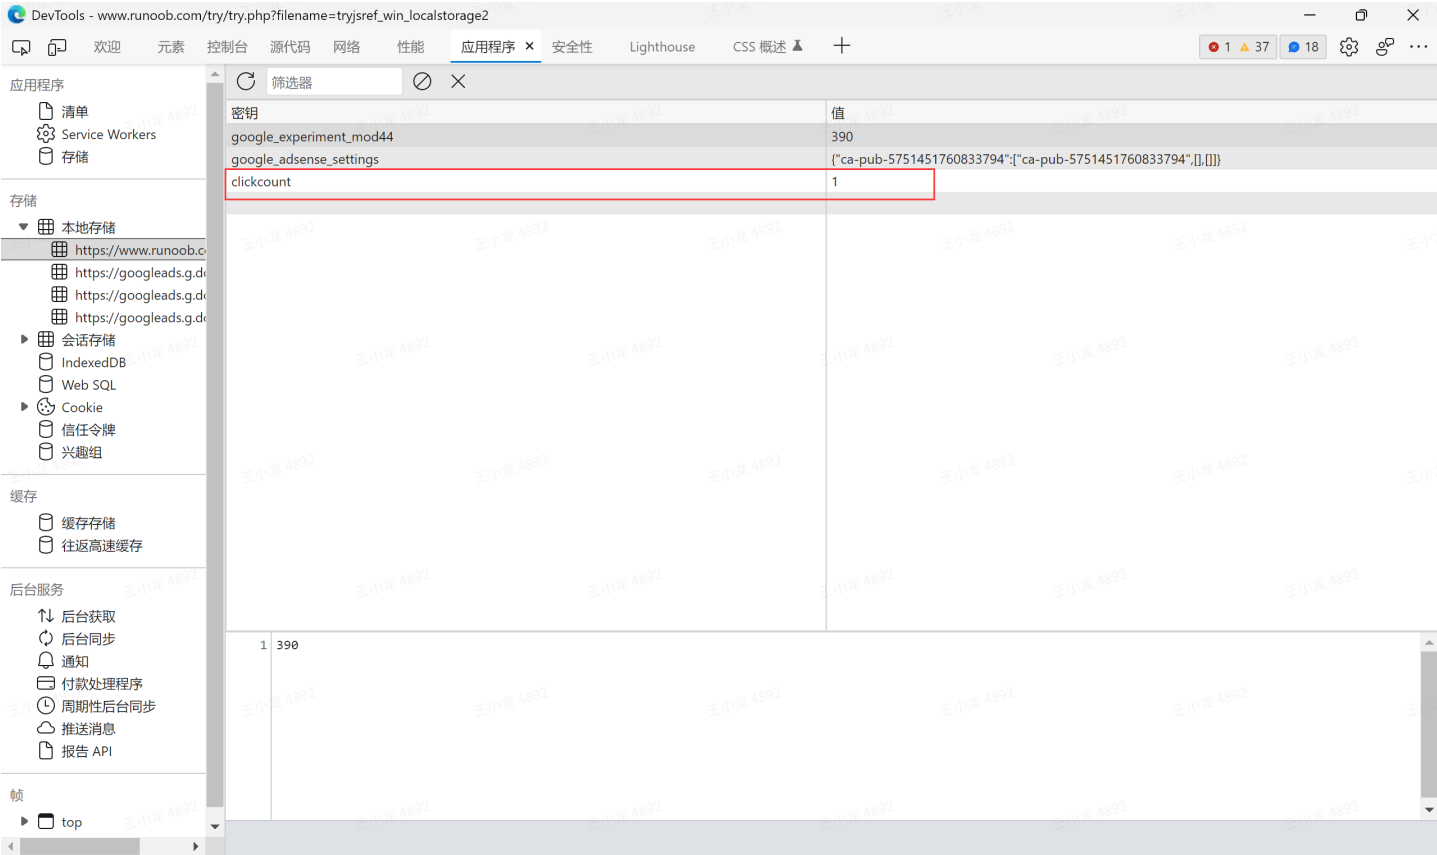 DevTools - www.runoob.com/try/try.php?filename=tryjsref_win_localstorage2
欢迎 元素 控制台 源代码 网络 性能 应用程序 安全性 Lighthouse CSS 概述 1 37 18
应用程序
清单
Service Workers
存储
存储
本地存储
https://www.runoob.c
https://googleads.g.d
https://googleads.g.d
https://googleads.g.d
会话存储
IndexedDB
Web SQL
Cookie
信任令牌
兴趣组
缓存
缓存存储
往返高速缓存
后台服务
后台获取
后台同步
通知
付款处理程序
周期性后台同步
推送消息
报告 API
帧
top
筛选器
密钥 值
google_experiment_mod44 390
google_adsense_settings {"ca-pub-5751451760833794":["ca-pub-5751451760833794",[],[]]}
clickcount 1
1 390
王小龙 4892